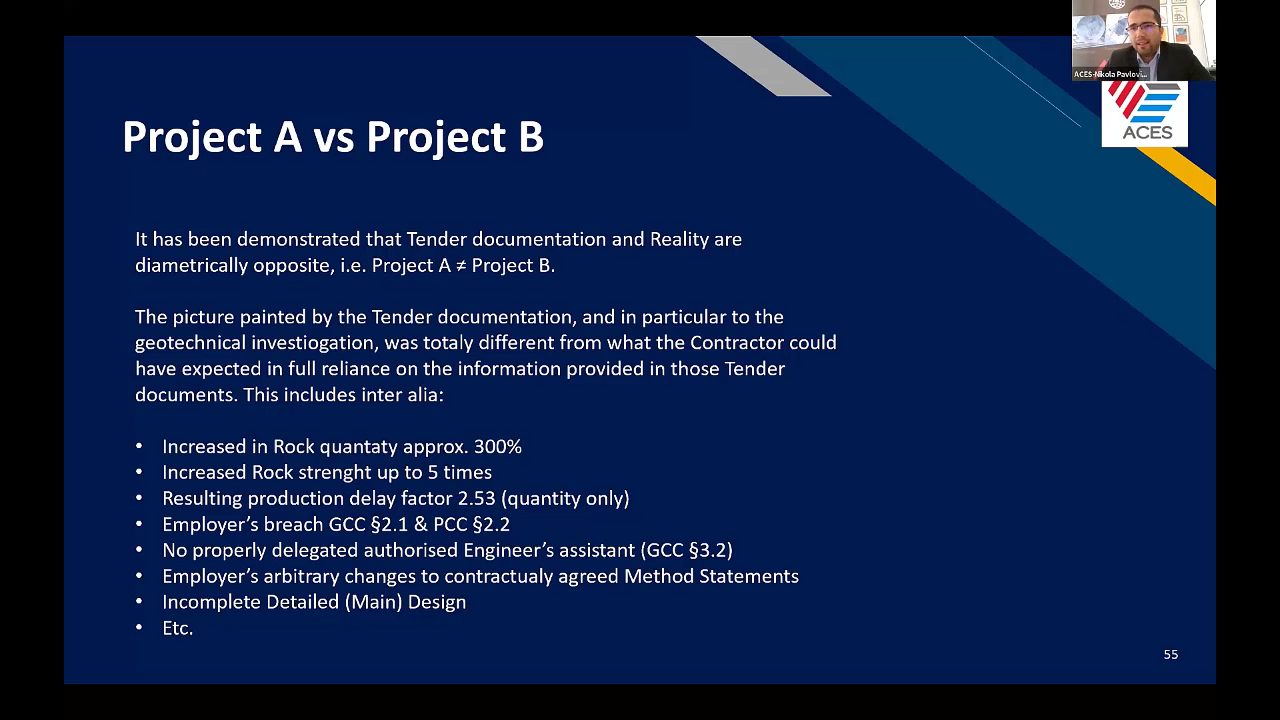 ACES-Nikola Pavlovi...
ACES
Project A vs Project B
It has been demonstrated that Tender documentation and Reality are
diametrically opposite, i.e. Project A ≠ Project B.
The picture painted by the Tender documentation, and in particular to the
geotechnical investiogation, was totaly different from what the Contractor could
have expected in full reliance on the information provided in those Tender
documents. This includes inter alia:
• Increased in Rock quantaty approx. 300%
• Increased Rock strenght up to 5 times
• Resulting production delay factor 2.53 (quantity only)
• Employer's breach GCC §2.1 & PCC §2.2
• No properly delegated authorised Engineer's assistant (GCC §3.2)
• Employer's arbitrary changes to contractualy agreed Method Statements
• Incomplete Detailed (Main) Design
• Etc.
55